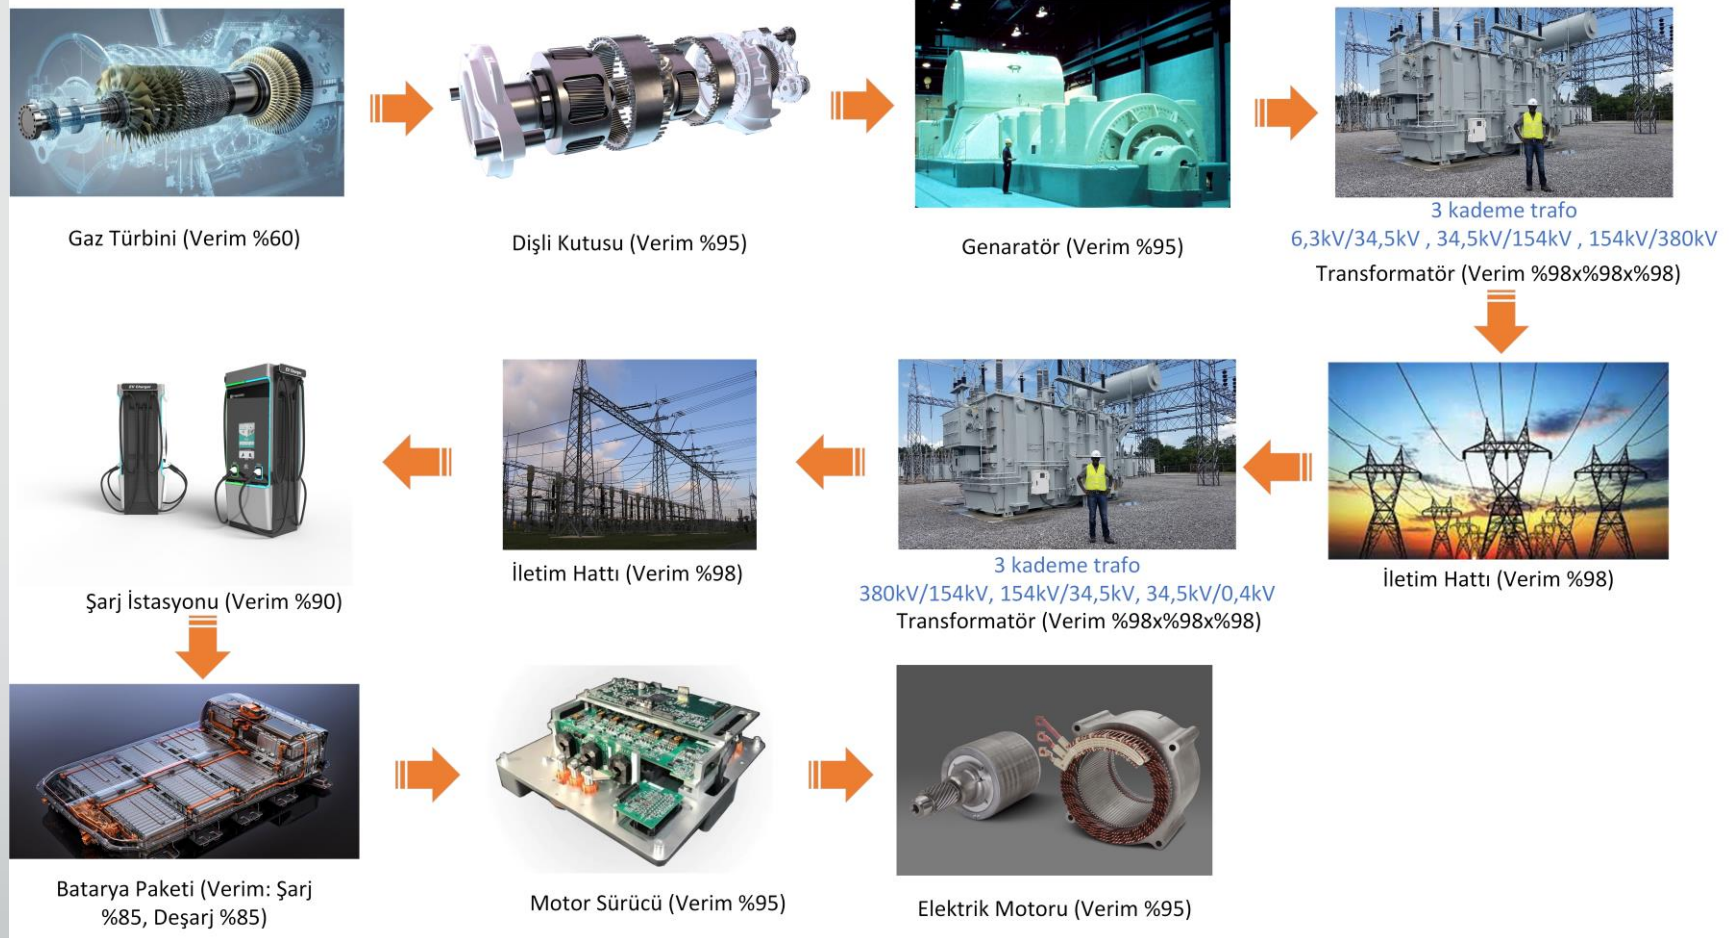 Gaz Türbini (Verim %60)
Dişli Kutusu (Verim %95)
Genaratör (Verim %95)
3 kademe trafo
6,3kV/34,5kV , 34,5kV/154kV , 154kV/380kV
Transformatör (Verim %98x%98x%98)
Şarj İstasyonu (Verim %90)
İletim Hattı (Verim %98)
3 kademe trafo
380kV/154kV, 154kV/34,5kV, 34,5kV/0,4kV
Transformatör (Verim %98x%98x%98)
İletim Hattı (Verim %98)
Batarya Paketi (Verim: Şarj
%85, Deşarj %85)
Motor Sürücü (Verim %95)
Elektrik Motoru (Verim %95)